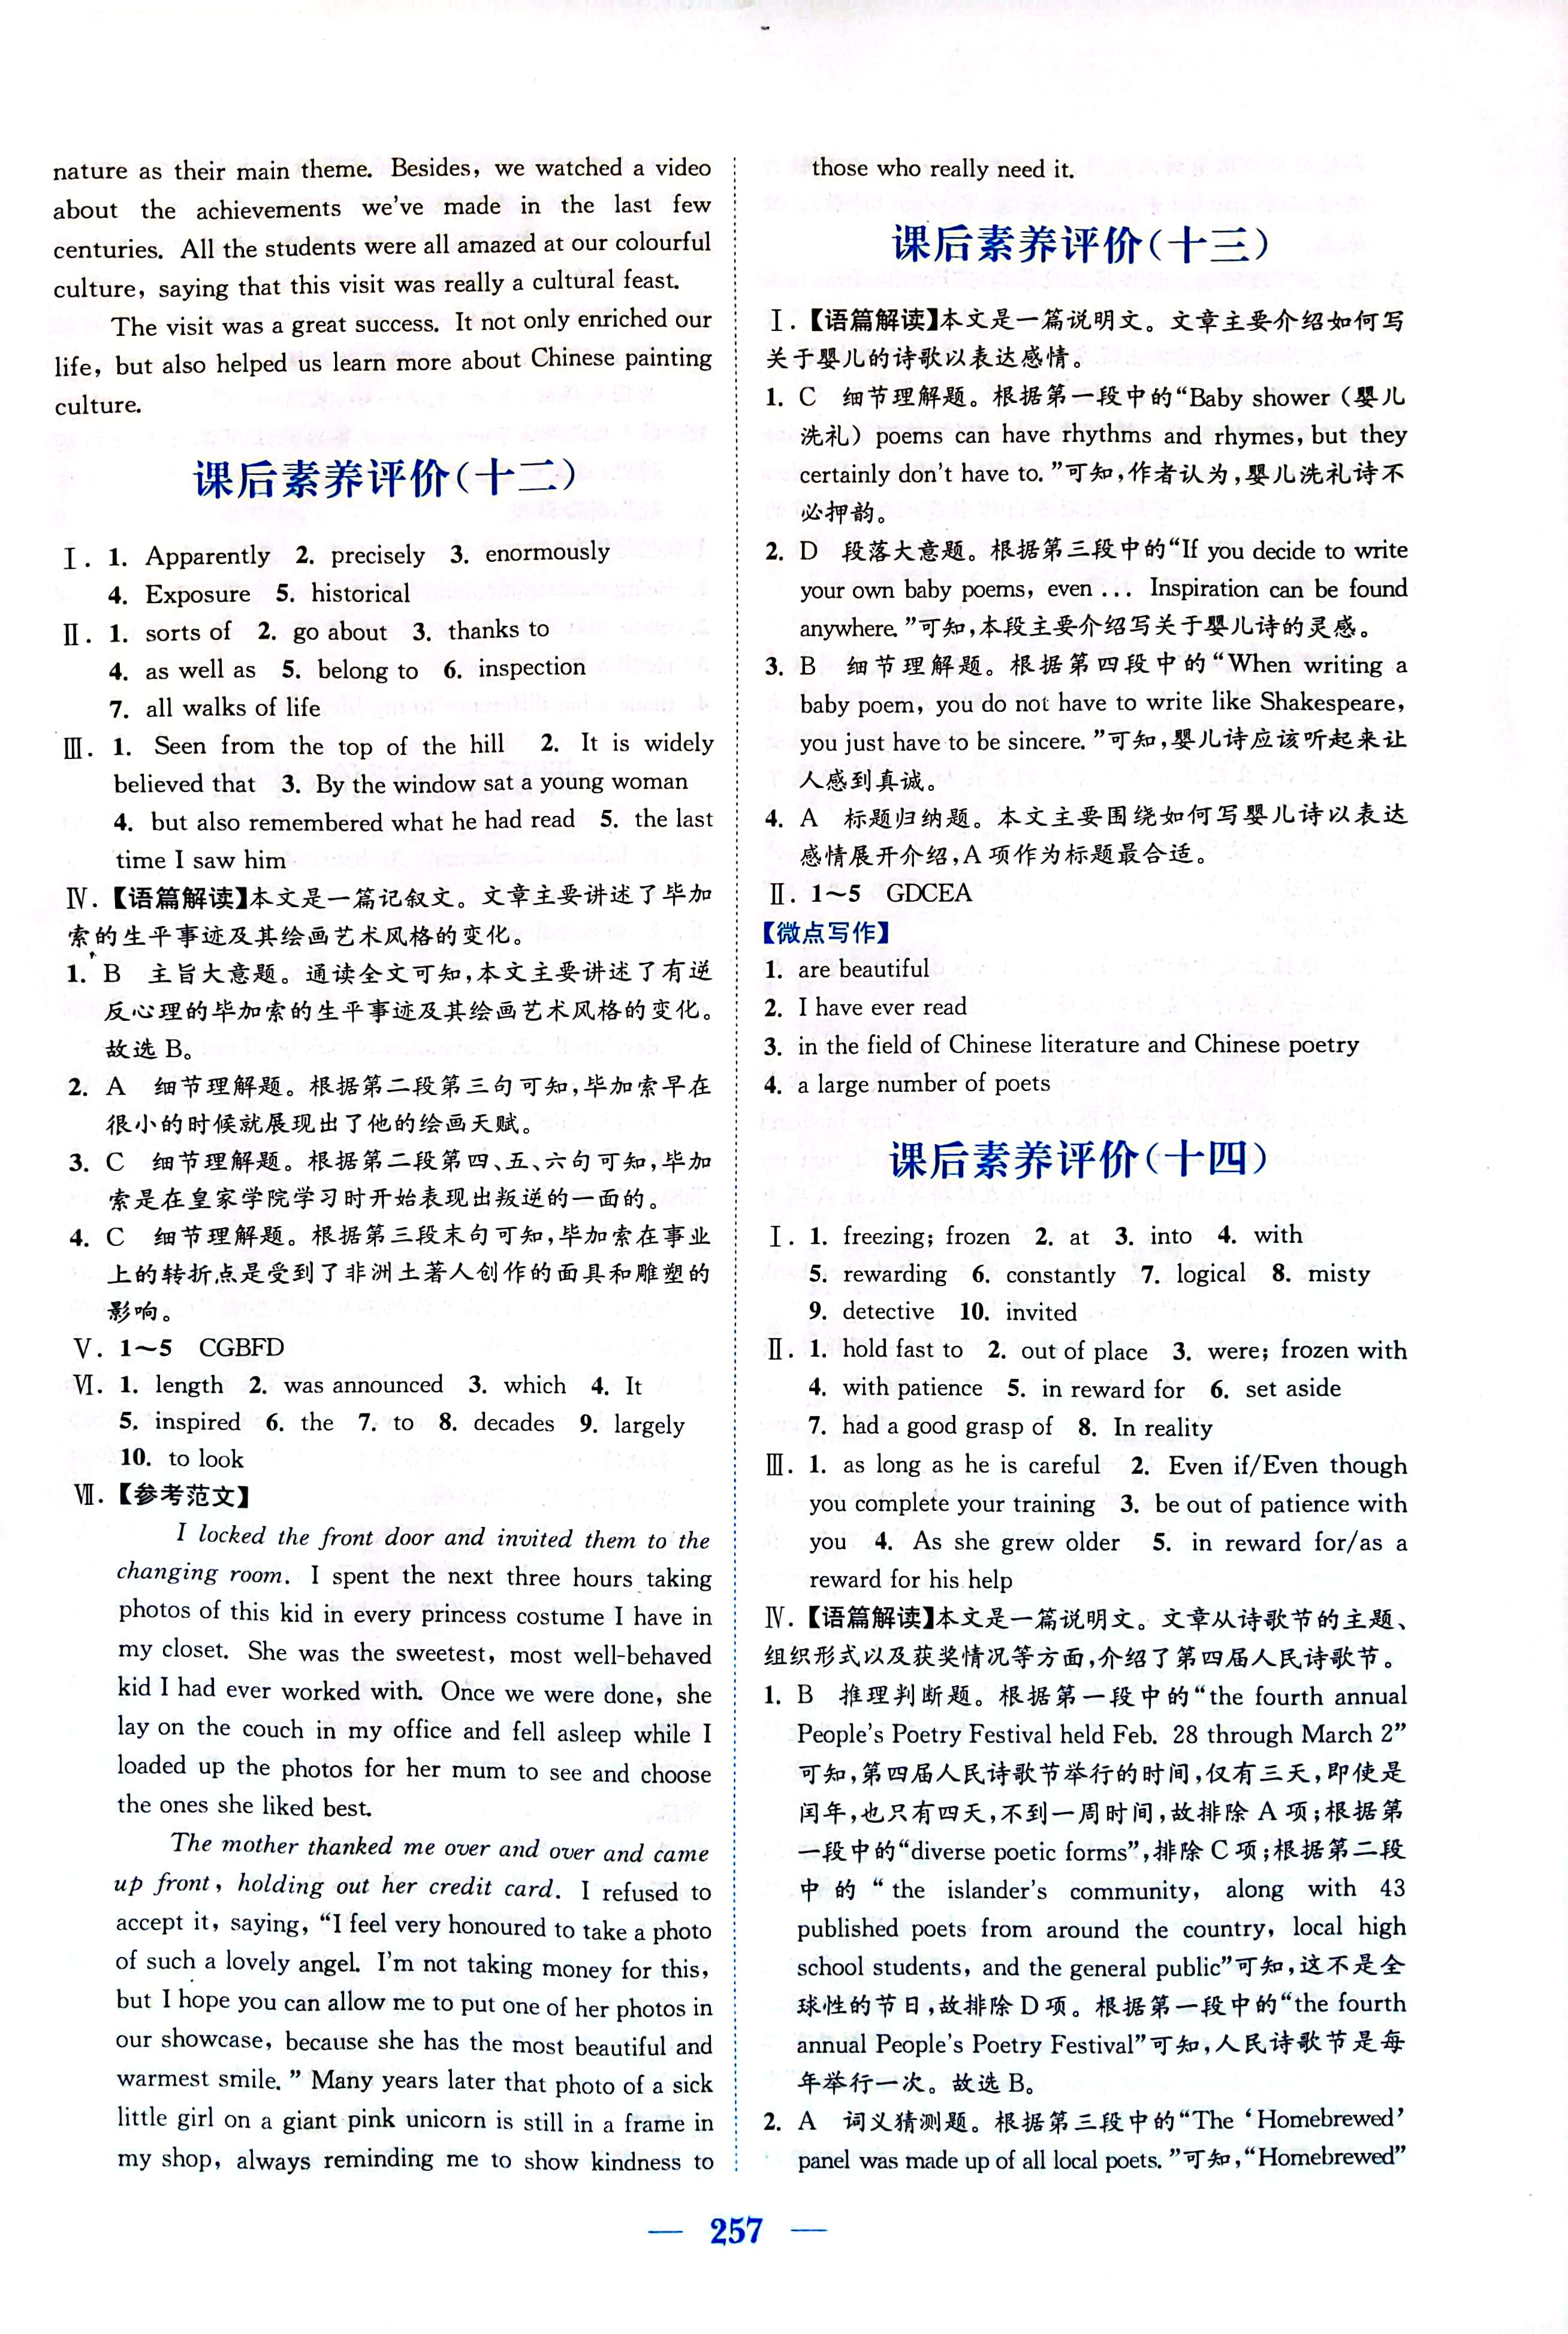 nature as their main theme. Besides, we watched a video
about the achievements we've made in the last few
centuries. All the students were all amazed at our colourful
culture, saying that this visit was really a cultural feast.
The visit was a great success. It not only enriched our
life, but also helped us learn more about Chinese painting
culture.
课后素养评价(十二)
Ⅰ. 1. Apparently 2. precisely 3. enormously
4. Exposure 5. historical
Ⅱ. 1. sorts of 2. go about 3. thanks to
4. as well as 5. belong to 6. inspection
7. all walks of life
Ⅲ. 1. Seen from the top of the hill 2. It is widely
believed that 3. By the window sat a young woman
4. but also remembered what he had read 5. the last
time I saw him
Ⅳ.【语篇解读】本文是一篇记叙文。文章主要讲述了毕加
索的生平事迹及其绘画艺术风格的变化。
1. B 主旨大意题。通读全文可知,本文主要讲述了有逆
反心理的毕加索的生平事迹及其绘画艺术风格的变化。
故选 B。
2. A 细节理解题。根据第二段第三句可知,毕加索早在
很小的时候就展现出了他的绘画天赋。
3. C 细节理解题。根据第二段第四、五、六句可知,毕加
索是在皇家学院学习时开始表现出叛逆的一面的。
4. C 细节理解题。根据第三段末句可知,毕加索在事业
上的转折点是受到了非洲土著人创作的面具和雕塑的
影响。
Ⅴ. 1~5 CGBFD
Ⅵ. 1. length 2. was announced 3. which 4. It
5. inspired 6. the 7. to 8. decades 9. largely
10. to look
Ⅶ.【参考范文】
I locked the front door and invited them to the
changing room. I spent the next three hours taking
photos of this kid in every princess costume I have in
my closet. She was the sweetest, most well-behaved
kid I had ever worked with. Once we were done, she
lay on the couch in my office and fell asleep while I
loaded up the photos for her mum to see and choose
the ones she liked best.
The mother thanked me over and over and came
up front, holding out her credit card. I refused to
accept it, saying, “I feel very honoured to take a photo
of such a lovely angel. I'm not taking money for this,
but I hope you can allow me to put one of her photos in
our showcase, because she has the most beautiful and
warmest smile.” Many years later that photo of a sick
little girl on a giant pink unicorn is still in a frame in
my shop, always reminding me to show kindness to
those who really need it.
课后素养评价(十三)
Ⅰ.【语篇解读】本文是一篇说明文。文章主要介绍如何写
关于婴儿的诗歌以表达感情。
1. C 细节理解题。根据第一段中的“Baby shower (婴儿
洗礼) poems can have rhythms and rhymes, but they
certainly don't have to.”可知,作者认为,婴儿洗礼诗不
必押韵。
2. D 段落大意题。根据第三段中的“If you decide to write
your own baby poems, even ... Inspiration can be found
anywhere.”可知,本段主要介绍写关于婴儿诗的灵感。
3. B 细节理解题。根据第四段中的“When writing a
baby poem, you do not have to write like Shakespeare,
you just have to be sincere.”可知,婴儿诗应该听起来让
人感到真诚。
4. A 标题归纳题。本文主要围绕如何写婴儿诗以表达
感情展开介绍,A 项作为标题最合适。
Ⅱ. 1~5 GDCEA
【微点写作】
1. are beautiful
2. I have ever read
3. in the field of Chinese literature and Chinese poetry
4. a large number of poets
课后素养评价(十四)
Ⅰ. 1. freezing; frozen 2. at 3. into 4. with
5. rewarding 6. constantly 7. logical 8. misty
9. detective 10. invited
Ⅱ. 1. hold fast to 2. out of place 3. were; frozen with
4. with patience 5. in reward for 6. set aside
7. had a good grasp of 8. In reality
Ⅲ. 1. as long as he is careful 2. Even if/Even though
you complete your training 3. be out of patience with
you 4. As she grew older 5. in reward for/as a
reward for his help
Ⅳ.【语篇解读】本文是一篇说明文。文章从诗歌节的主题、
组织形式以及获奖情况等方面,介绍了第四届人民诗歌节。
1. B 推理判断题。根据第一段中的“the fourth annual
People's Poetry Festival held Feb. 28 through March 2”
可知,第四届人民诗歌节举行的时间,仅有三天,即使是
闰年,也只有四天,不到一周时间,故排除 A 项;根据第
一段中的“diverse poetic forms”,排除 C 项;根据第二段
中的“the islander's community, along with 43
published poets from around the country, local high
school students, and the general public”可知,这不是全
球性的节日,故排除 D 项。根据第一段中的“the fourth
annual People's Poetry Festival”可知,人民诗歌节是每
年举行一次。故选 B。
2. A 词义猜测题。根据第三段中的“The ‘Homebrewed’
panel was made up of all local poets.”可知,“Homebrewed”
— 257 —